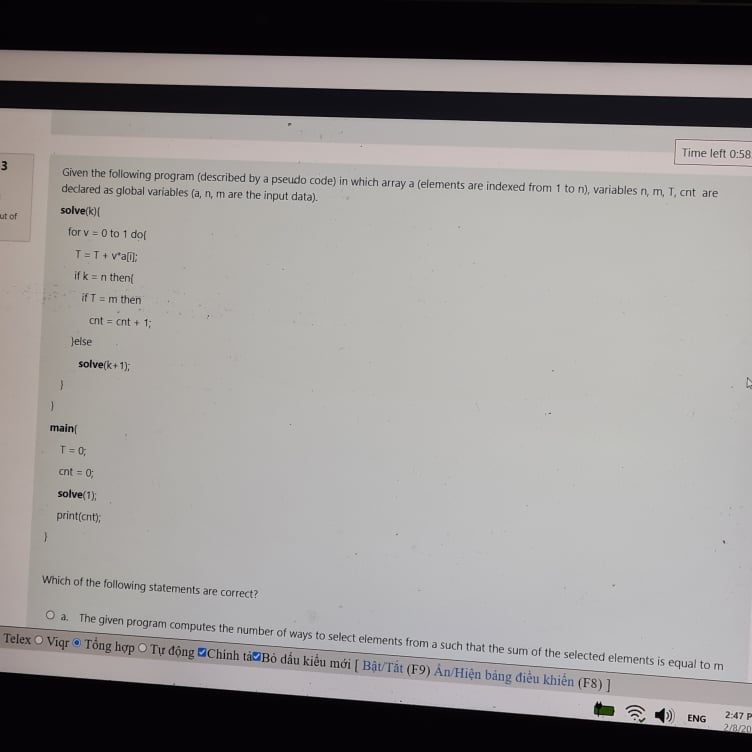 Time left 0:58
3
ut of
Given the following program (described by a pseudo code) in which array a (elements are indexed from 1 to n), variables n, m, T, cnt are
declared as global variables (a, n, m are the input data).
solve(k){
for v = 0 to 1 do{
T = T + v*a[i];
if k = n then{
if T = m then
cnt = cnt + 1;
}else
solve(k+1);
}
}
main{
T = 0;
cnt = 0;
solve(1);
print(cnt);
}
Which of the following statements are correct?
a. The given program computes the number of ways to select elements from a such that the sum of the selected elements is equal to m
Telex Viqr Tổng hợp Tự động Chính tả Bỏ dấu kiểu mới [ Bật/Tắt (F9) Ẩn/Hiện bảng điều khiển (F8) ]
ENG
2:47 P
2/8/20